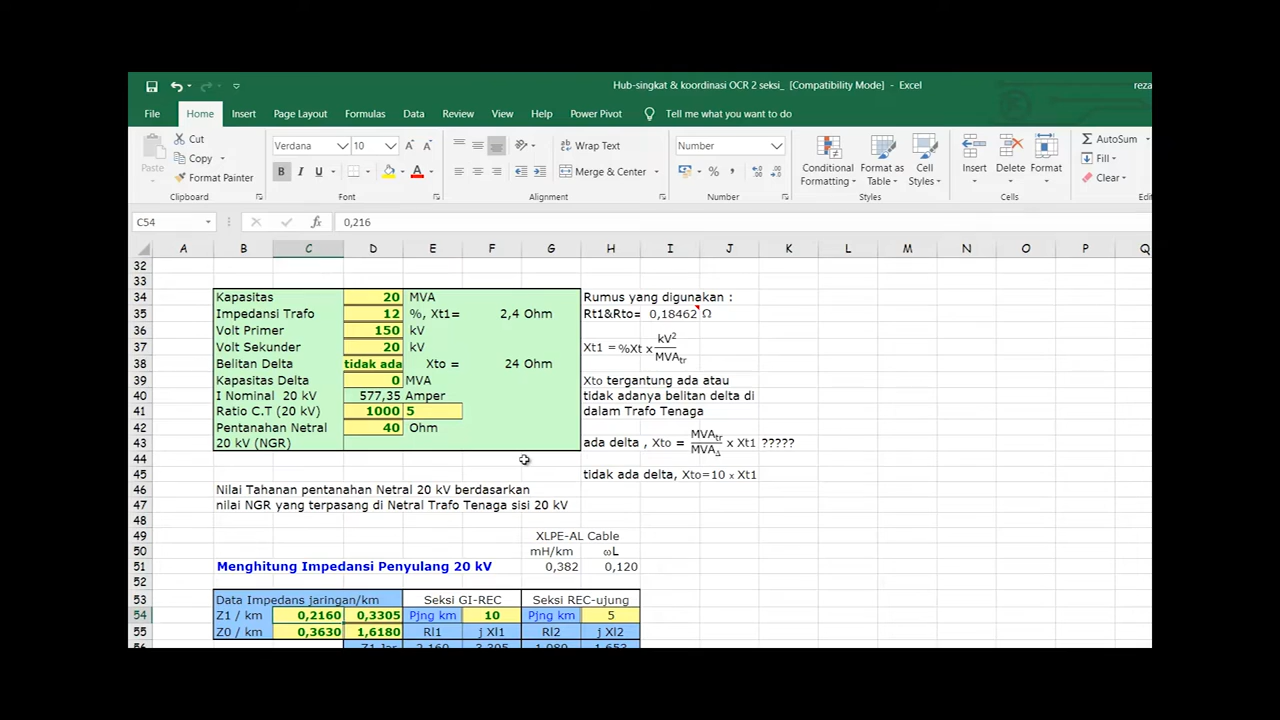 Hub-singkat & koordinasi OCR 2 seksi_ [Compatibility Mode] - Excel
reza
File Home Insert Page Layout Formulas Data Review View Help Power Pivot Tell me what you want to do
Cut
Copy
Format Painter
Paste
Clipboard
Verdana 10
B I U
Font
Wrap Text
Merge & Center
Alignment
Number
Number
Conditional Formatting
Format as Table
Cell Styles
Styles
Insert Delete Format
Cells
AutoSum
Fill
Clear
C54 fx 0,216
A B C D E F G H I J K L M N O P Q
32
33
34 Kapasitas 20 MVA Rumus yang digunakan :
35 Impedansi Trafo 12 %, Xt1= 2,4 Ohm Rt1&Rto= 0,18462 Ω
36 Volt Primer 150 kV
37 Volt Sekunder 20 kV Xt1 = %Xt x kV² / MVAtr
38 Belitan Delta tidak ada Xto = 24 Ohm
39 Kapasitas Delta 0 MVA Xto tergantung ada atau
40 I Nominal 20 kV 577,35 Amper tidak adanya belitan delta di
41 Ratio C.T (20 kV) 1000 5 dalam Trafo Tenaga
42 Pentanahan Netral 40 Ohm
43 20 kV (NGR) ada delta , Xto = MVAtr / MVA△ x Xt1 ?????
44
45 tidak ada delta, Xto=10 x Xt1
46 Nilai Tahanan pentanahan Netral 20 kV berdasarkan
47 nilai NGR yang terpasang di Netral Trafo Tenaga sisi 20 kV
48
49 XLPE-AL Cable
50 mH/km ωL
51 Menghitung Impedansi Penyulang 20 kV 0,382 0,120
52
53 Data Impedans jaringan/km Seksi GI-REC Seksi REC-ujung
54 Z1 / km 0,2160 0,3305 Pjng km 10 Pjng km 5
55 Z0 / km 0,3630 1,6180 Rl1 j Xl1 Rl2 j Xl2
56 Z1 Jar 2,160 3,305 1,080 1,653